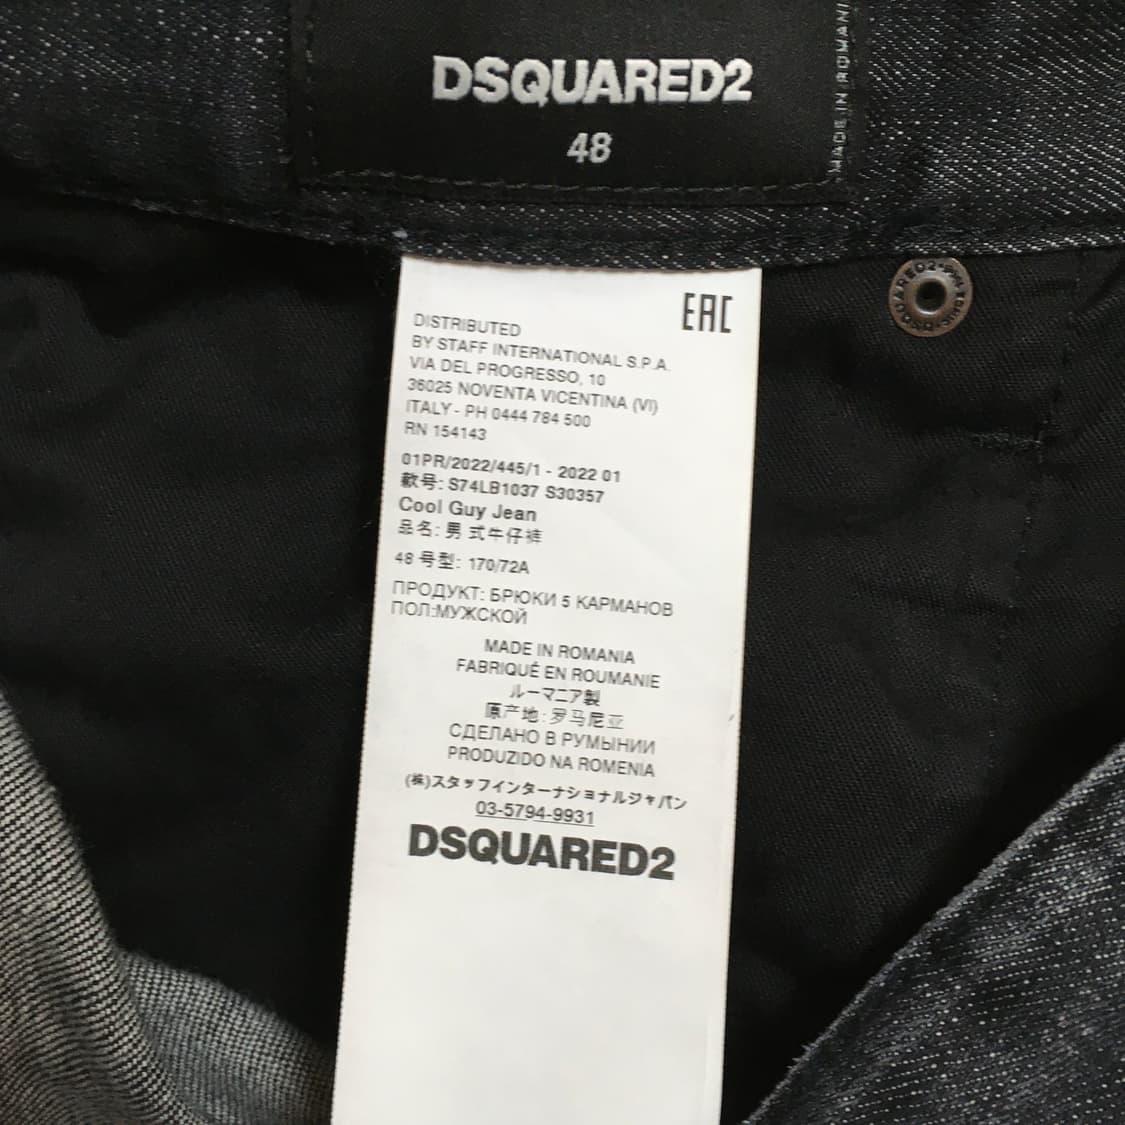 DSQUARED2
48
MADE IN ROMANIA
EAC
DISTRIBUTED
BY STAFF INTERNATIONAL S.P.A.
VIA DEL PROGRESSO, 10
36025 NOVENTA VICENTINA (VI)
ITALY - PH 0444 784 500
RN 154143
01PR/2022/445/1 - 2022 01
款号: S74LB1037 S30357
Cool Guy Jean
品名: 男 式牛仔裤
48 号型: 170/72A
ПРОДУКТ: БРЮКИ 5 КАРМАНОВ
ПОЛ:МУЖСКОЙ
MADE IN ROMANIA
FABRIQUÉ EN ROUMANIE
ルーマニア製
原产地: 罗马尼亚
СДЕЛАНО В РУМЫНИИ
PRODUZIDO NA ROMENIA
(株)スタッフインターナショナルジャパン
03-5794-9931
DSQUARED2
DSQUARED2
DSQUARED2